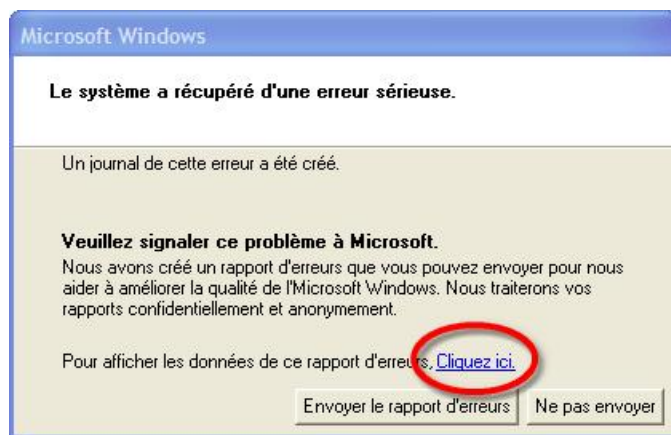 Microsoft Windows
Le système a récupéré d'une erreur sérieuse.
Un journal de cette erreur a été créé.
Veuillez signaler ce problème à Microsoft.
Nous avons créé un rapport d'erreurs que vous pouvez envoyer pour nous
aider à améliorer la qualité de l'Microsoft Windows. Nous traiterons vos
rapports confidentiellement et anonymement.
Pour afficher les données de ce rapport d'erreurs, Cliquez ici.
Envoyer le rapport d'erreurs
Ne pas envoyer